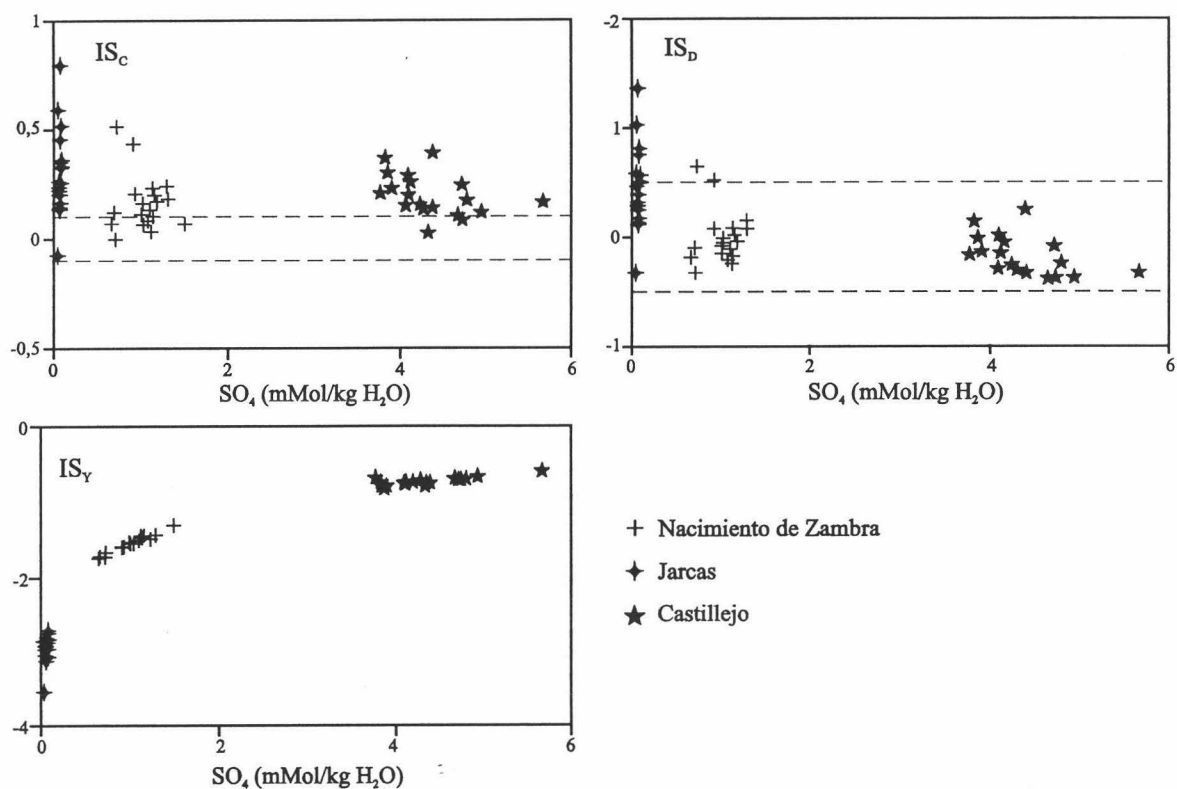 1
0,5
0
-0,5
IS_C
0 2 4 6
SO₄ (mMol/kg H₂O)
-2
1
0
-1
IS_D
0 2 4 6
SO₄ (mMol/kg H₂O)
0
-2
-4
IS_Y
0 2 4 6
SO₄ (mMol/kg H₂O)
Nacimiento de Zambra
Jarcas
Castillejo